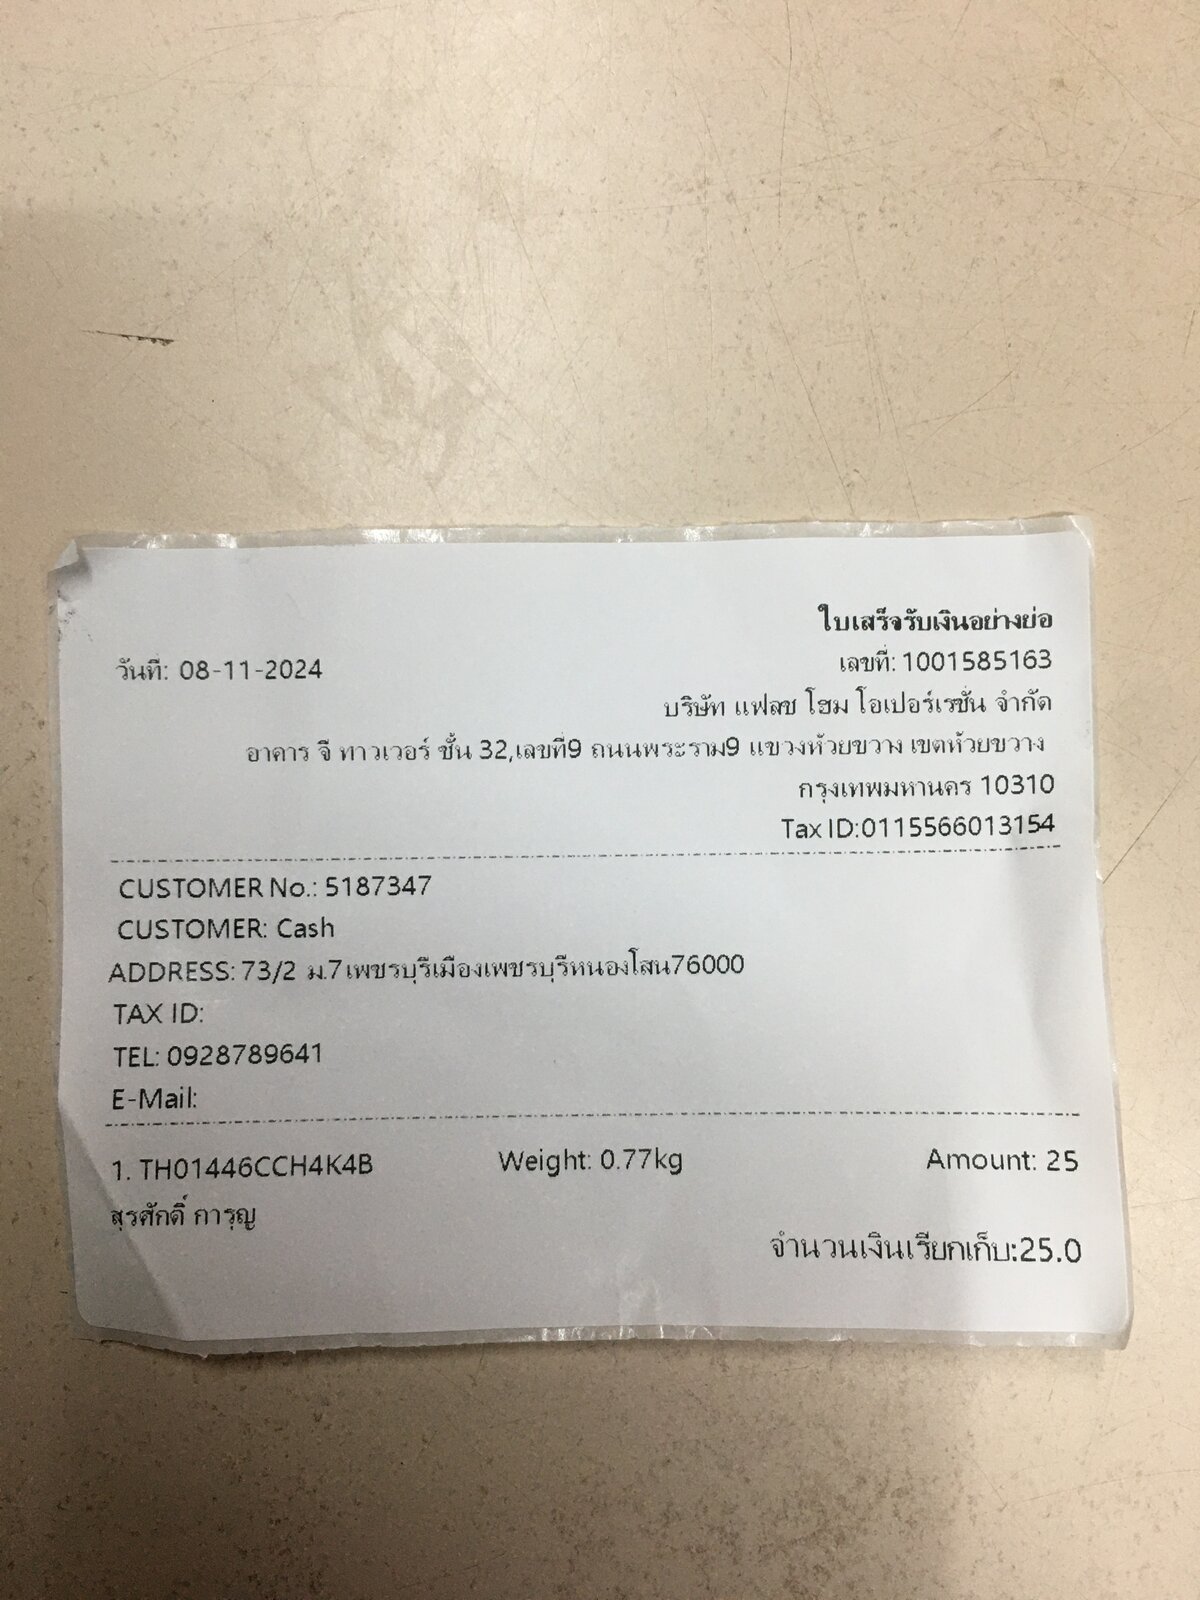 ใบเสร็จรับเงินอย่างย่อ
วันที่: 08-11-2024
เลขที่: 1001585163
บริษัท แฟลช โฮม โอเปอร์เรชั่น จำกัด
อาคาร จี ทาวเวอร์ ชั้น 32,เลขที่9 ถนนพระราม9 แขวงห้วยขวาง เขตห้วยขวาง
กรุงเทพมหานคร 10310
Tax ID:0115566013154
CUSTOMER No.: 5187347
CUSTOMER: Cash
ADDRESS: 73/2 ม.7เพชรบุรีเมืองเพชรบุรีหนองโสน76000
TAX ID:
TEL: 0928789641
E-Mail:
1. TH01446CCH4K4B Weight: 0.77kg Amount: 25
สุรศักดิ์ การุญ
จำนวนเงินเรียกเก็บ:25.0